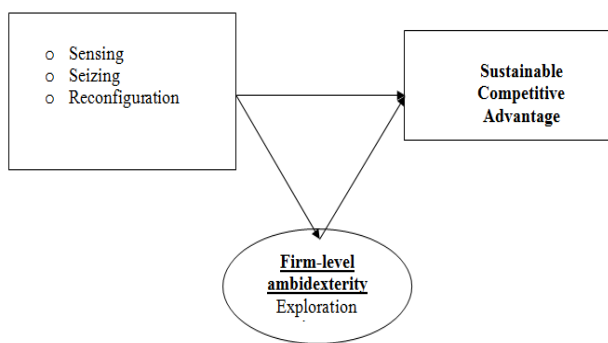 o Sensing
o Seizing
o Reconfiguration
Sustainable
Competitive
Advantage
Firm-level
ambidexterity
Exploration